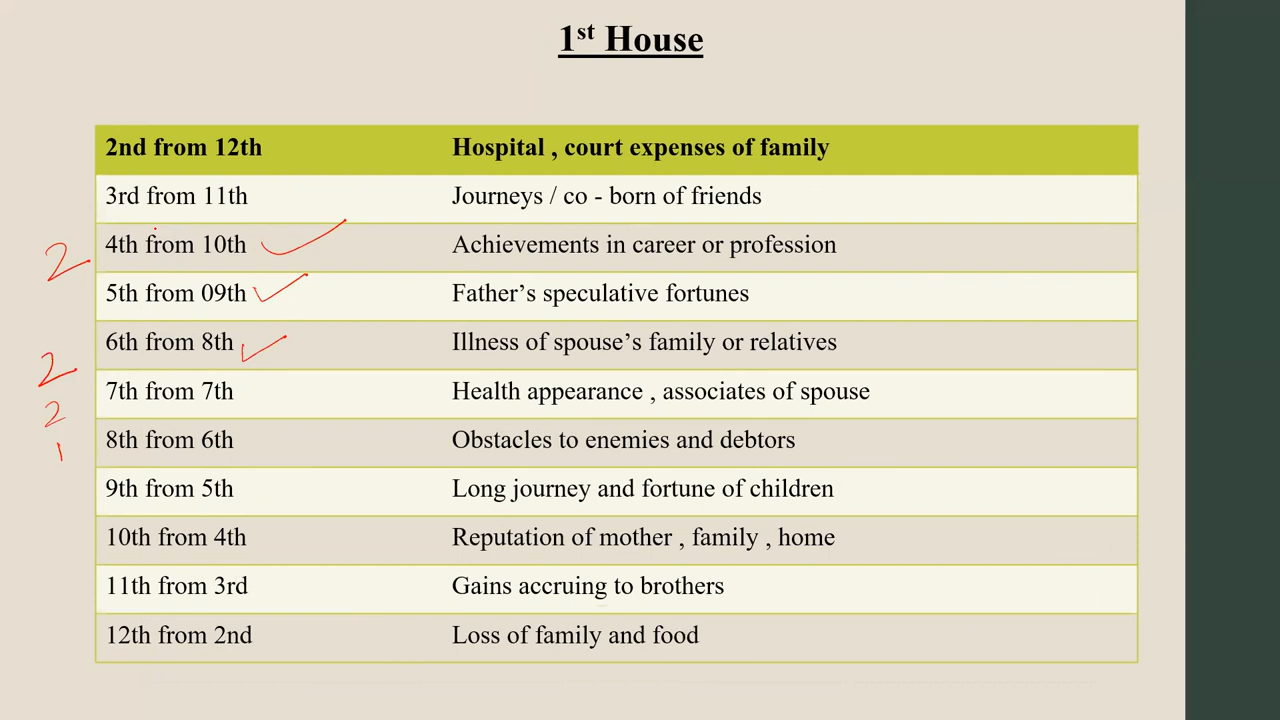 1st House
2nd from 12th Hospital , court expenses of family
3rd from 11th Journeys / co - born of friends
2 4th from 10th Achievements in career or profession
5th from 09th Father’s speculative fortunes
6th from 8th Illness of spouse’s family or relatives
2 7th from 7th Health appearance , associates of spouse
2
1 8th from 6th Obstacles to enemies and debtors
9th from 5th Long journey and fortune of children
10th from 4th Reputation of mother , family , home
11th from 3rd Gains accruing to brothers
12th from 2nd Loss of family and food